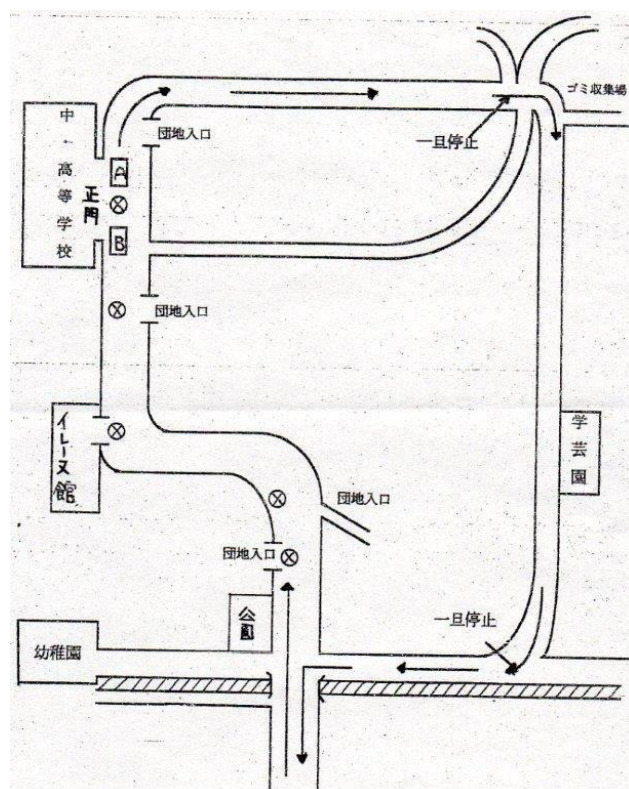 ゴミ収集場
一旦停止
団地入口
中・高等学校
正門
A
B
団地入口
イレーヌ館
学芸園
団地入口
団地入口
公園
一旦停止
幼稚園